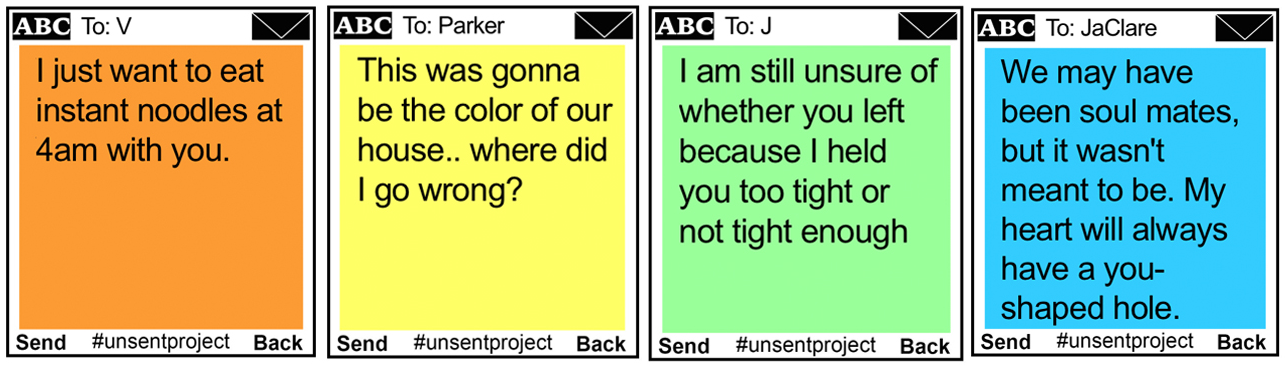 ABC To: V
I just want to eat
instant noodles at
4am with you.
Send #unsentproject Back
ABC To: Parker
This was gonna
be the color of our
house.. where did
I go wrong?
Send #unsentproject Back
ABC To: J
I am still unsure of
whether you left
because I held
you too tight or
not tight enough
Send #unsentproject Back
ABC To: JaClare
We may have
been soul mates,
but it wasn't
meant to be. My
heart will always
have a you-
shaped hole.
Send #unsentproject Back